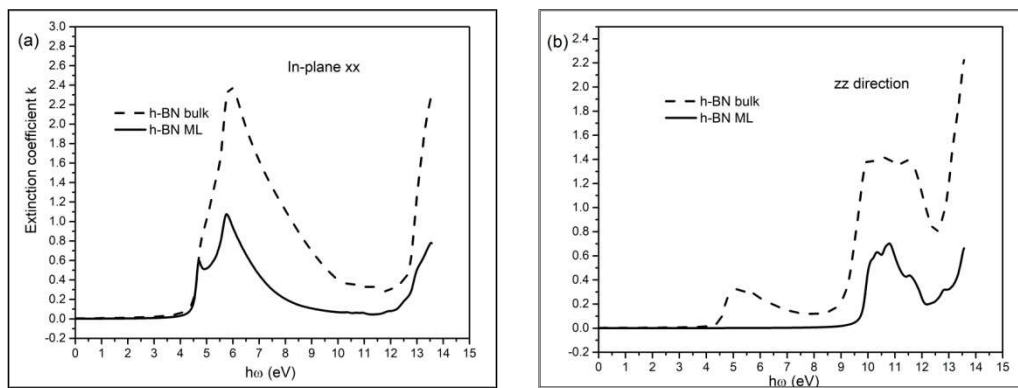 (a)
In-plane xx
h-BN bulk
h-BN ML
Extinction coefficient k
3.0
2.8
2.6
2.4
2.2
2.0
1.8
1.6
1.4
1.2
1.0
0.8
0.6
0.4
0.2
0.0
-0.2
0 1 2 3 4 5 6 7 8 9 10 11 12 13 14 15
hω (eV)
(b)
zz direction
h-BN bulk
h-BN ML
2.4
2.2
2.0
1.8
1.6
1.4
1.2
1.0
0.8
0.6
0.4
0.2
0.0
-0.2
0 1 2 3 4 5 6 7 8 9 10 11 12 13 14 15
hω (eV)